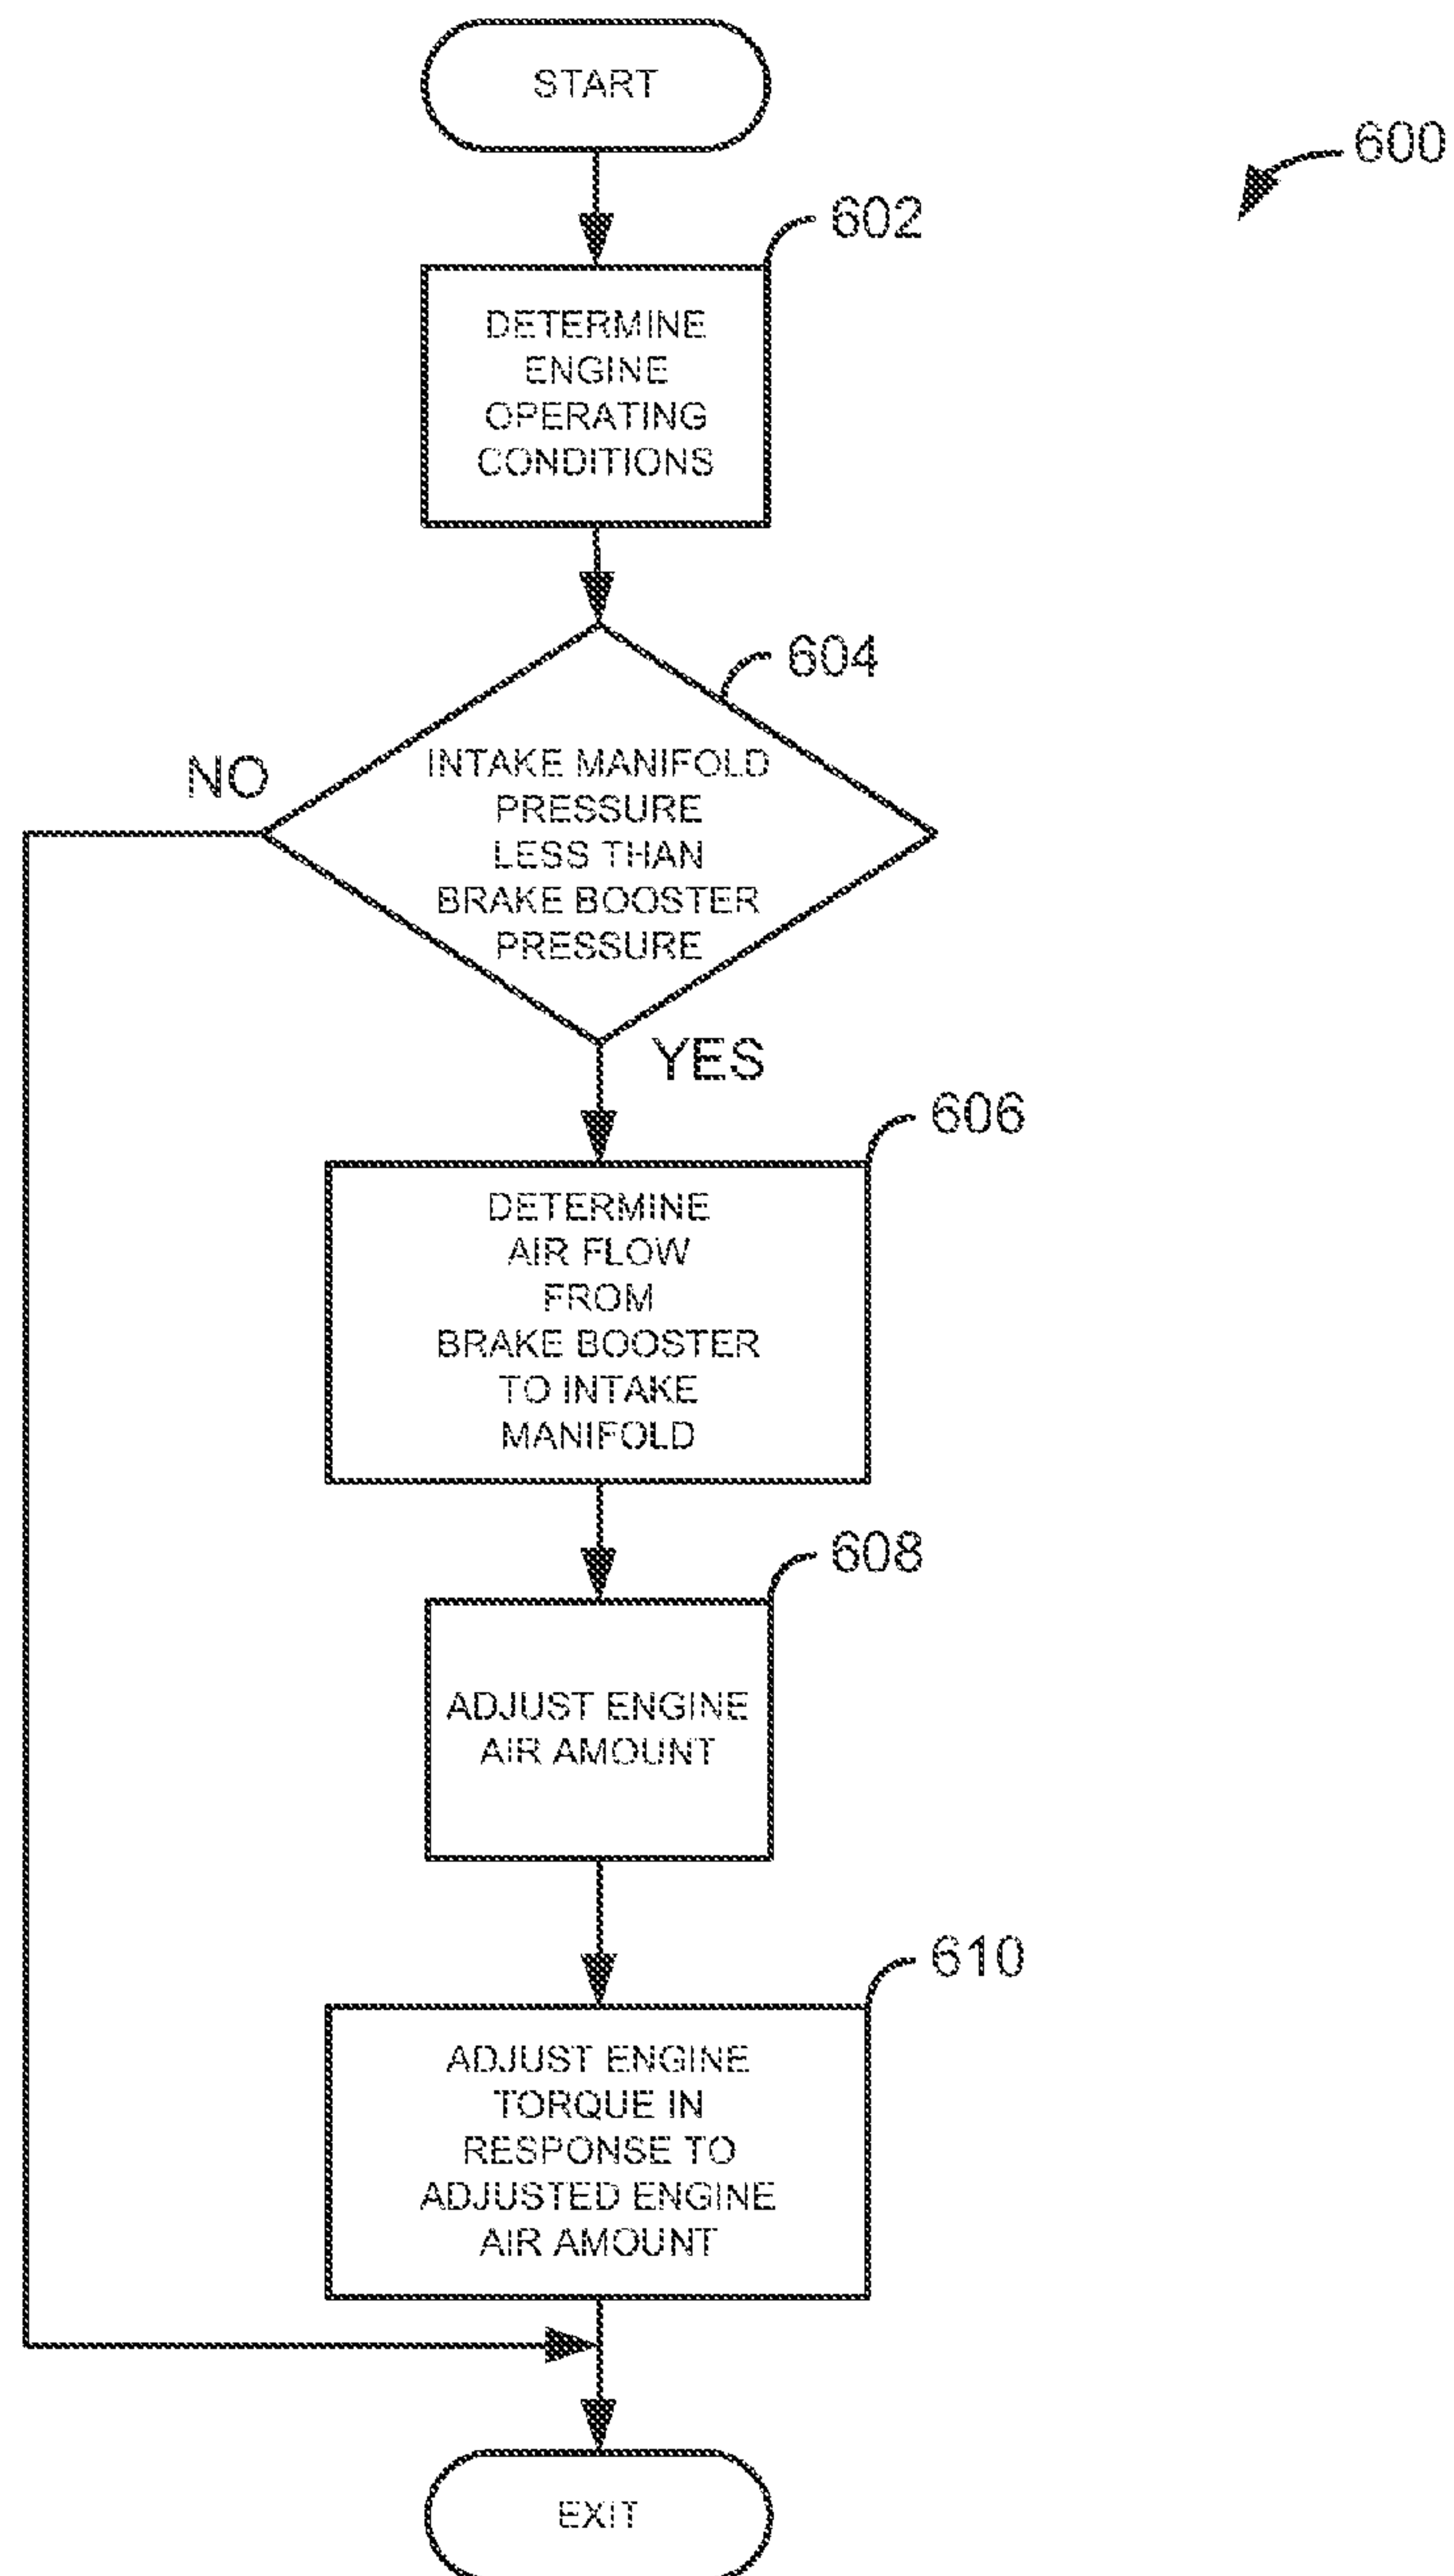 START
600
602
DETERMINE
ENGINE
OPERATING
CONDITIONS
604
NO
INTAKE MANIFOLD
PRESSURE
LESS THAN
BRAKE BOOSTER
PRESSURE
YES
606
DETERMINE
AIR FLOW
FROM
BRAKE BOOSTER
TO INTAKE
MANIFOLD
608
ADJUST ENGINE
AIR AMOUNT
610
ADJUST ENGINE
TORQUE IN
RESPONSE TO
ADJUSTED ENGINE
AIR AMOUNT
EXIT